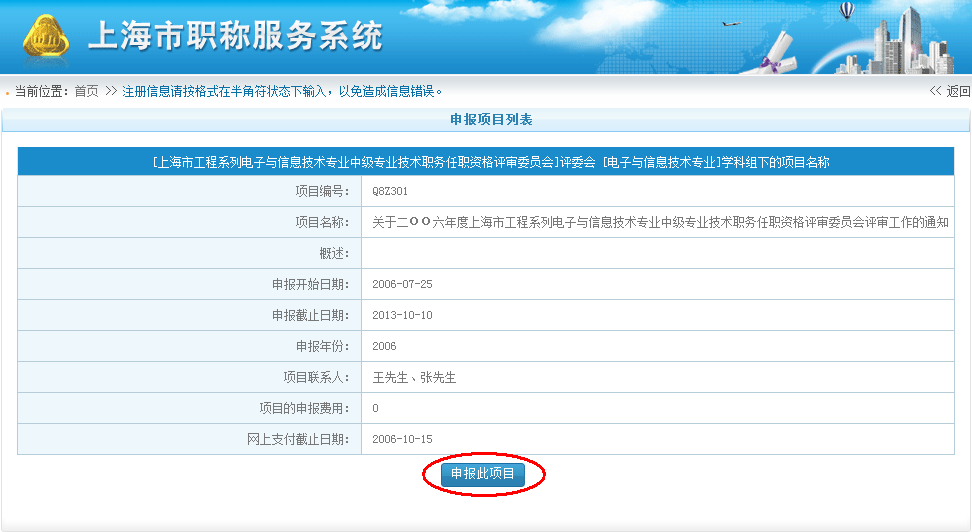 上海市职称服务系统
当前位置：首页 >> 注册信息请按格式在半角符状态下输入，以免造成信息错误。 << 返回
申报项目列表
[上海市工程系列电子与信息技术专业中级专业技术职务任职资格评审委员会]评委会 [电子与信息技术专业]学科组下的项目名称
项目编号： Q8Z301
项目名称： 关于二○○六年度上海市工程系列电子与信息技术专业中级专业技术职务任职资格评审委员会评审工作的通知
概述：
申报开始日期： 2006-07-25
申报截止日期： 2013-10-10
申报年份： 2006
项目联系人： 王先生、张先生
项目的申报费用： 0
网上支付截止日期： 2006-10-15
申报此项目